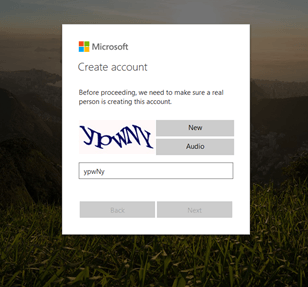 Microsoft
Create account
Before proceeding, we need to make sure a real
person is creating this account.
New
ypwNy
Audio
ypwNy
Back
Next